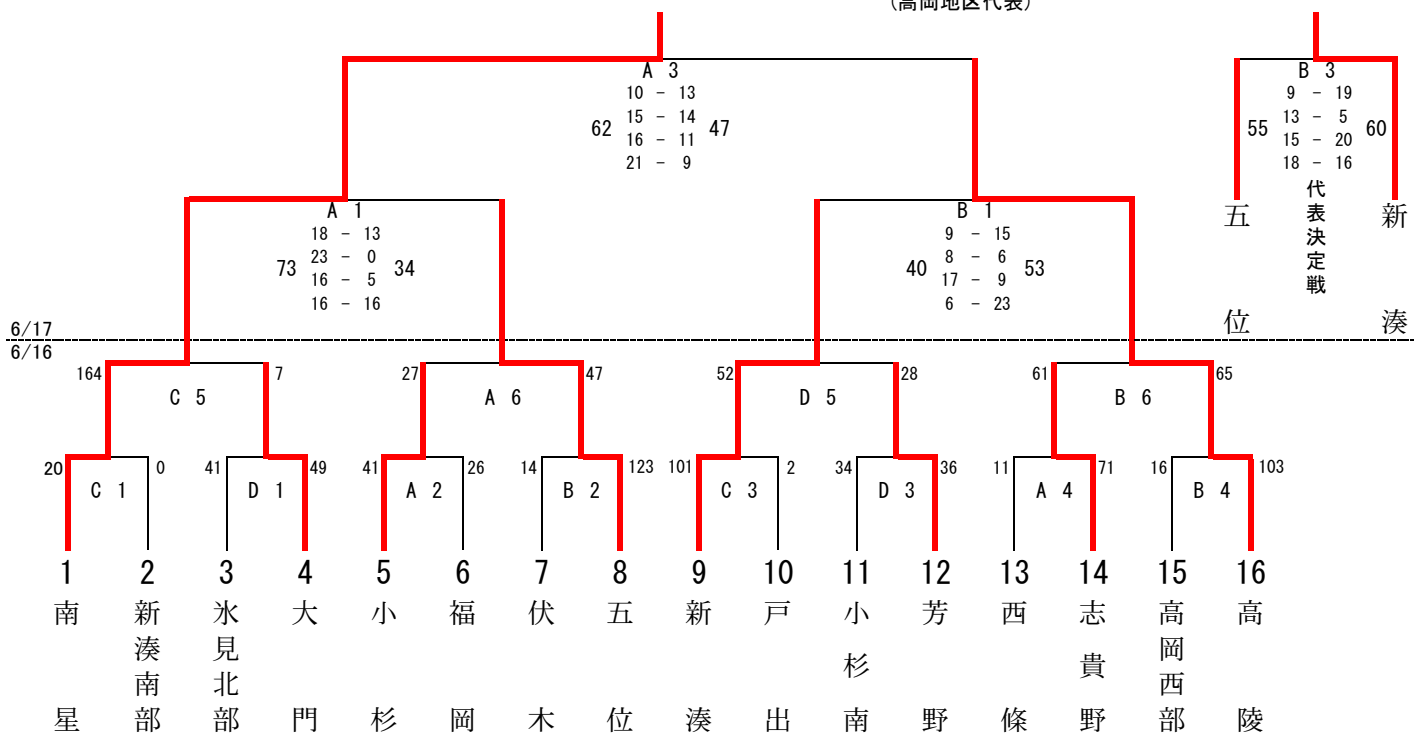 (高岡地区代表)
A 3
10 - 13
15 - 14
62 47
16 - 11
21 - 9
B 3
9 - 19
13 - 5
55 60
15 - 20
18 - 16
代表決定戦
五位
新湊
A 1
18 - 13
23 - 0
73 34
16 - 5
16 - 16
B 1
9 - 15
8 - 6
40 53
17 - 9
6 - 23
6/17
6/16
164 7 27 47 52 28 61 65
C 5 A 6 D 5 B 6
20 0 41 49 41 26 14 123 101 2 34 36 11 71 16 103
C 1 D 1 A 2 B 2 C 3 D 3 A 4 B 4
1 2 3 4 5 6 7 8 9 10 11 12 13 14 15 16
南星
新湊南部
氷見北部
大門
小杉
福岡
伏木
五位
新湊
戸出
小杉南
芳野
西條
志貴野
高岡西部
高陵